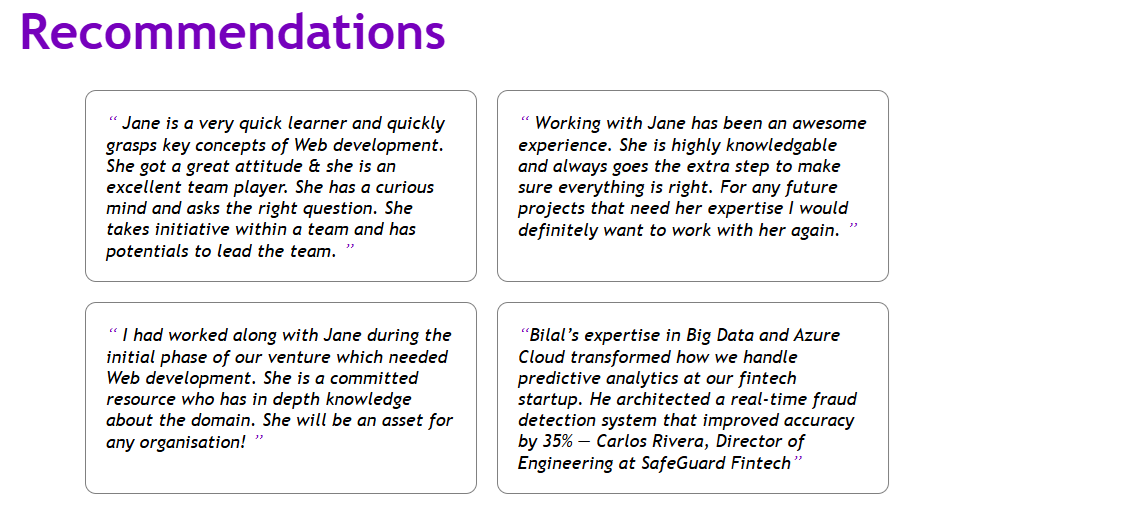 Recommendations
“ Jane is a very quick learner and quickly
grasps key concepts of Web development.
She got a great attitude & she is an
excellent team player. She has a curious
mind and asks the right question. She
takes initiative within a team and has
potentials to lead the team. ”
“ Working with Jane has been an awesome
experience. She is highly knowledgable
and always goes the extra step to make
sure everything is right. For any future
projects that need her expertise I would
definitely want to work with her again. ”
“ I had worked along with Jane during the
initial phase of our venture which needed
Web development. She is a committed
resource who has in depth knowledge
about the domain. She will be an asset for
any organisation! ”
“Bilal’s expertise in Big Data and Azure
Cloud transformed how we handle
predictive analytics at our fintech
startup. He architected a real-time fraud
detection system that improved accuracy
by 35% — Carlos Rivera, Director of
Engineering at SafeGuard Fintech”